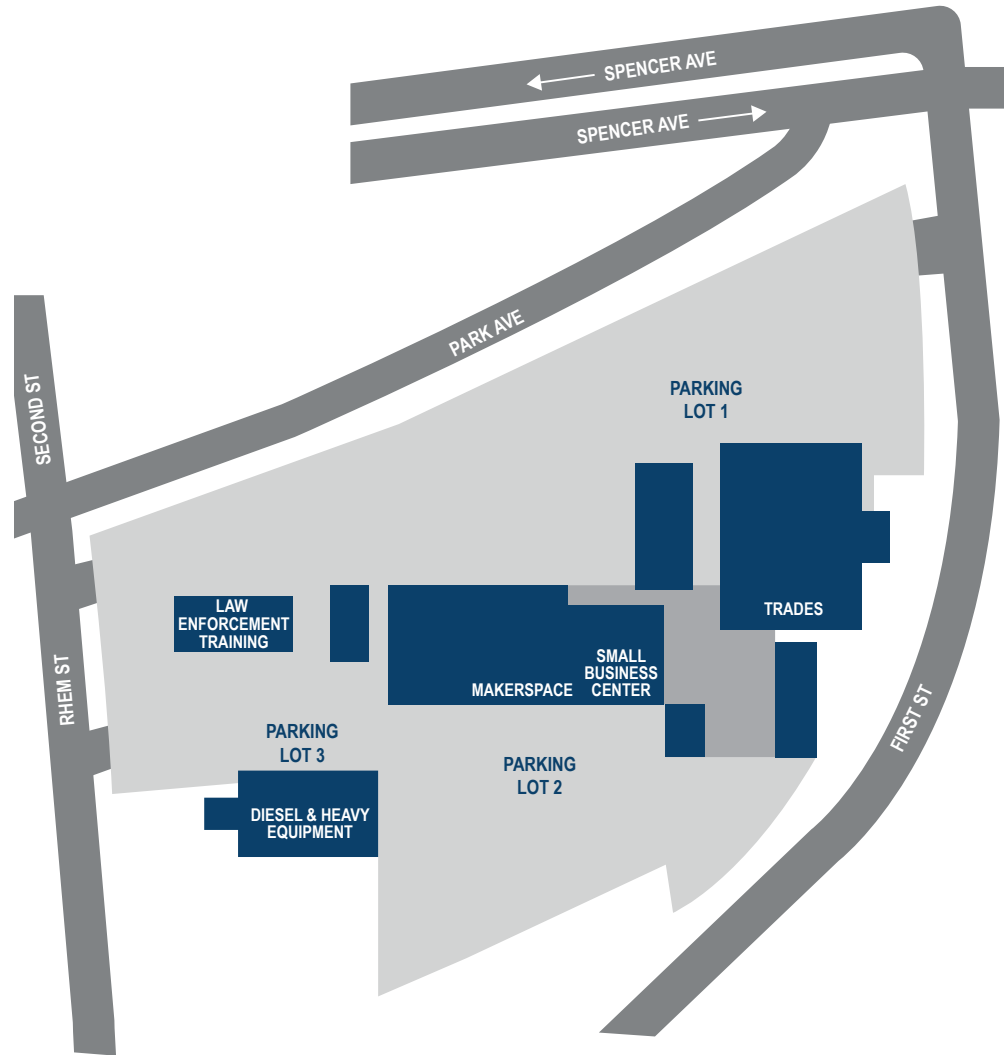 SPENCER AVE
SPENCER AVE
PARK AVE
SECOND ST
PARKING
LOT 1
LAW
ENFORCEMENT
TRAINING
TRADES
SMALL
BUSINESS
CENTER
MAKERSPACE
RHEM ST
FIRST ST
PARKING
LOT 3
PARKING
LOT 2
DIESEL & HEAVY
EQUIPMENT